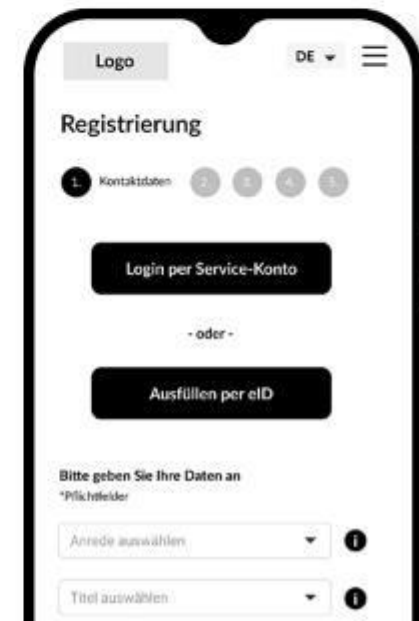 Logo DE
Registrierung
1. Kontaktdaten 2. 3. 4. 5.
Login per Service-Konto
- oder -
Ausfüllen per eID
Bitte geben Sie Ihre Daten an
*Pflichtfelder
Anrede auswählen i
Titel auswählen i